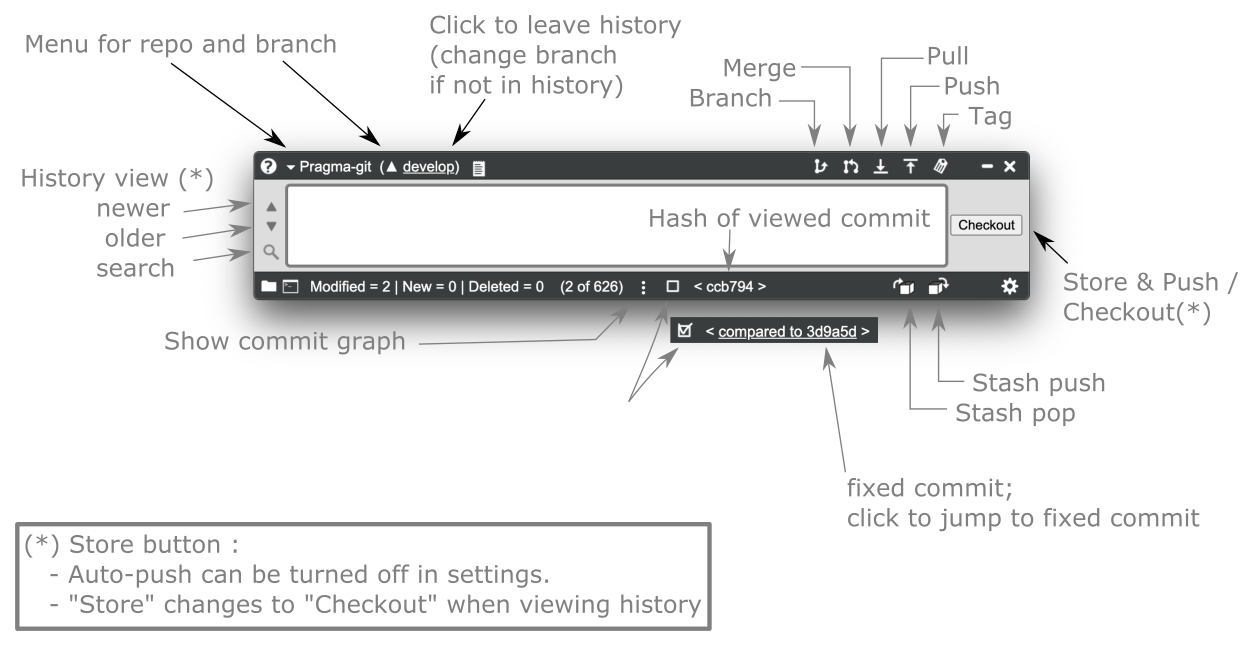 Menu for repo and branch
Click to leave history
(change branch
if not in history)
Merge
Branch
Pull
Push
Tag
? Pragma-git (▲ develop)
History view (*)
newer
older
search
Hash of viewed commit
Checkout
Modified = 2 | New = 0 | Deleted = 0 (2 of 626)
< ccb794 >
Store & Push /
Checkout(*)
Show commit graph
< compared to 3d9a5d >
Stash push
Stash pop
fixed commit;
click to jump to fixed commit
(*) Store button :
- Auto-push can be turned off in settings.
- "Store" changes to "Checkout" when viewing history